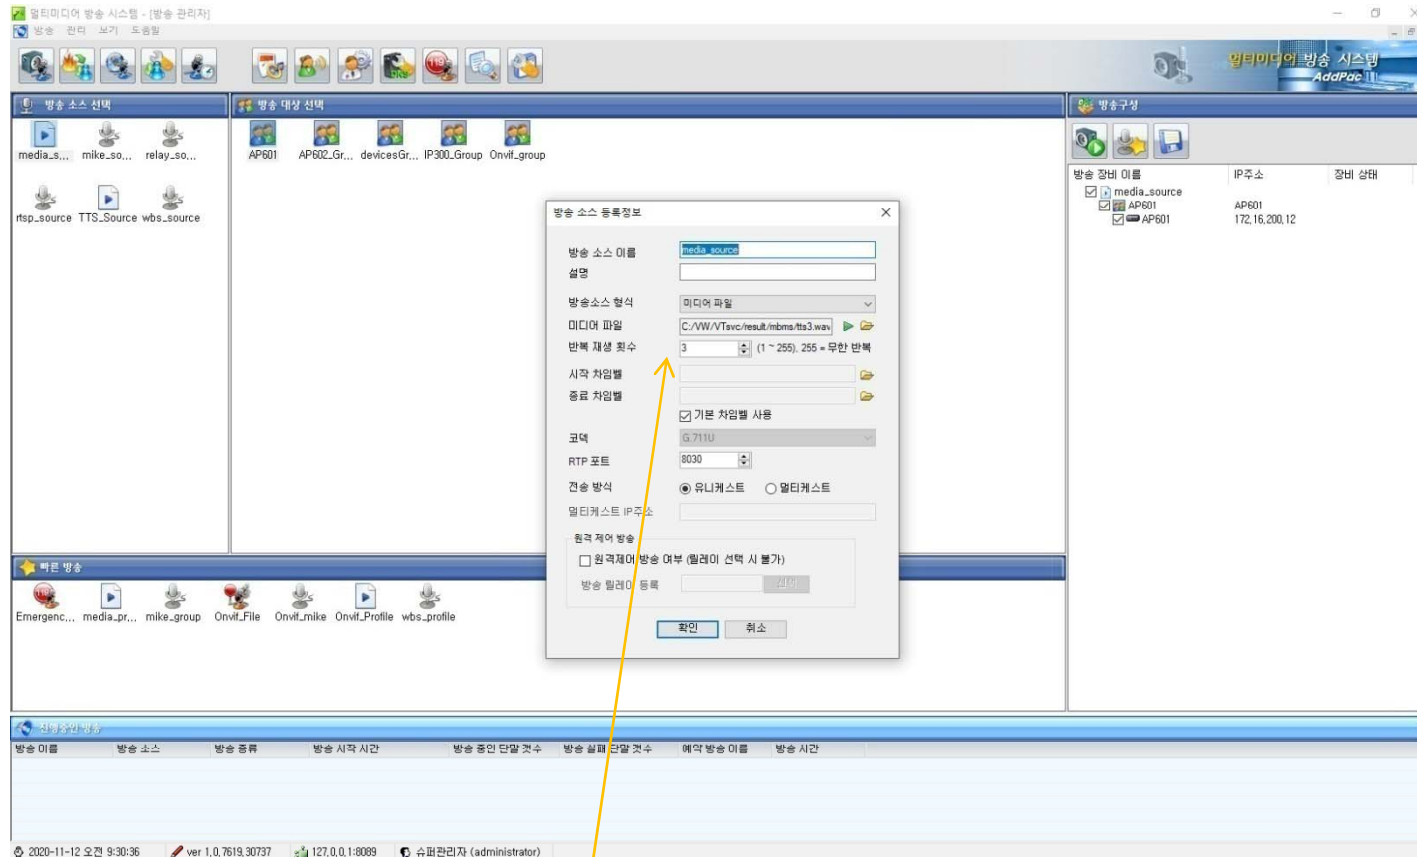 멀티미디어 방송 시스템 - [방송 관리자]
방송 관리 보기 도움말
멀티미디어 방송 시스템
AddPac
방송 소스 선택
방송 대상 선택
방송구성
media_s... mike_so... relay_so...
AP601 AP602_Gr... devicesGr... IP300_Group Onvif_group
rtsp_source TTS_Source wbs_source
방송 장비 이름 IP주소 장비 상태
media_source
AP601 AP601
AP601 172,16,200,12
방송 소스 등록정보
방송 소스 이름 media_source
설명
방송소스 형식 미디어 파일
미디어 파일 C:/VW/VTsvc/result/mbms/tts3.wav
반복 재생 횟수 3 (1 ~ 255), 255 = 무한 반복
시작 차임벨
종료 차임벨
기본 차임벨 사용
코덱 G.711U
RTP 포트 8030
전송 방식 유니케스트 멀티케스트
멀티케스트 IP주소
원격 제어 방송
원격제어 방송 여부 (릴레이 선택 시 불가)
방송 릴레이 등록 선택
확인 취소
빠른 방송
Emergenc... media_pr... mike_group Onvif_File Onvif_mike Onvif_Profile wbs_profile
진행중인 방송
방송 이름 방송 소스 방송 종류 방송 시작 시간 방송 중인 단말 갯수 방송 실패 단말 갯수 예약 방송 이름 방송 시간
2020-11-12 오전 9:30:36 ver 1,0,7619,30737 127,0,0,1:8089 슈퍼관리자 (administrator)